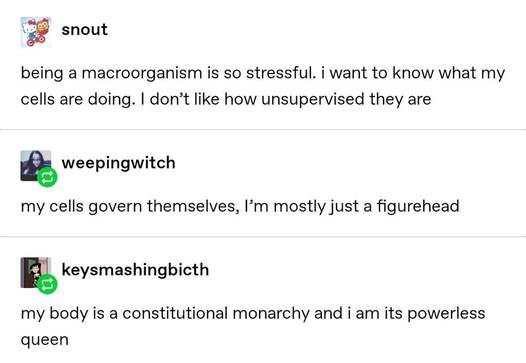 snout
being a macroorganism is so stressful. i want to know what my
cells are doing. I don’t like how unsupervised they are
weepingwitch
my cells govern themselves, I’m mostly just a figurehead
keysmashingbicth
my body is a constitutional monarchy and i am its powerless
queen